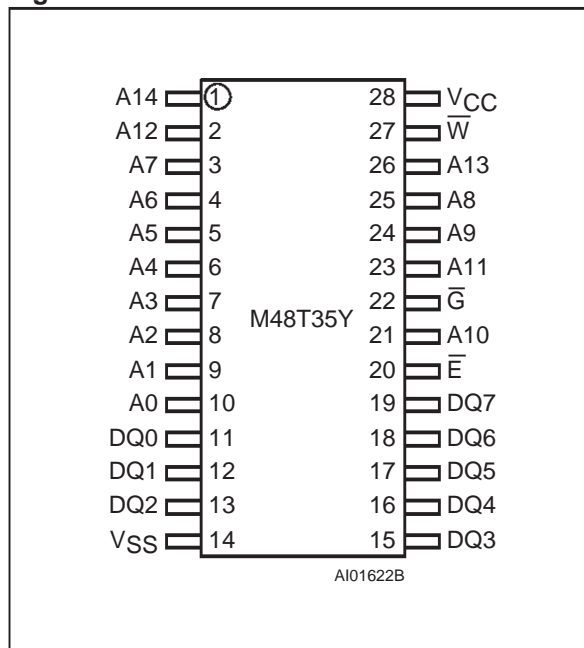 A14 1 28 VCC
A12 2 27 W̅
A7 3 26 A13
A6 4 25 A8
A5 5 24 A9
A4 6 23 A11
A3 7 22 G̅
M48T35Y
A2 8 21 A10
A1 9 20 E̅
A0 10 19 DQ7
DQ0 11 18 DQ6
DQ1 12 17 DQ5
DQ2 13 16 DQ4
VSS 14 15 DQ3
AI01622B